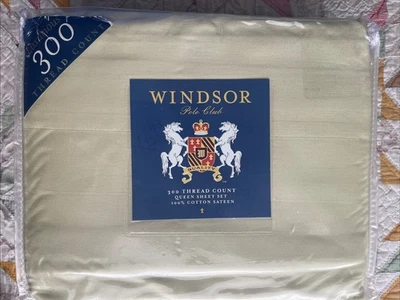 300
THREAD COUNT
WINDSOR
Polo Club
300 THREAD COUNT
QUEEN SHEET SET
100% COTTON SATEEN